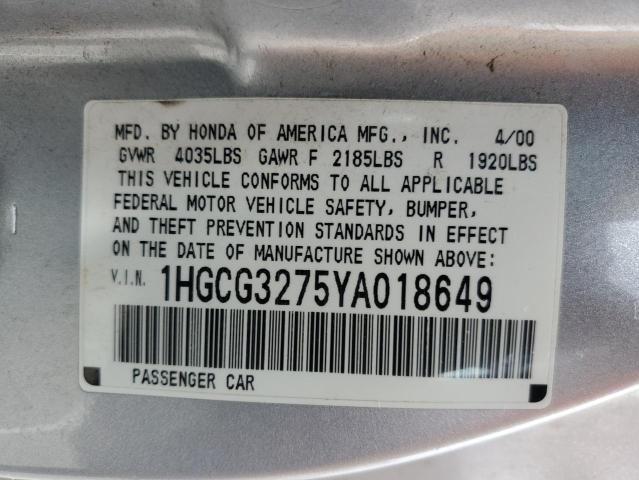 MFD. BY HONDA OF AMERICA MFG., INC. 4/00
GVWR 4035LBS GAWR F 2185LBS R 1920LBS
THIS VEHICLE CONFORMS TO ALL APPLICABLE
FEDERAL MOTOR VEHICLE SAFETY, BUMPER,
AND THEFT PREVENTION STANDARDS IN EFFECT
ON THE DATE OF MANUFACTURE SHOWN ABOVE:
V.I.N. 1HGCG3275YA018649
PASSENGER CAR